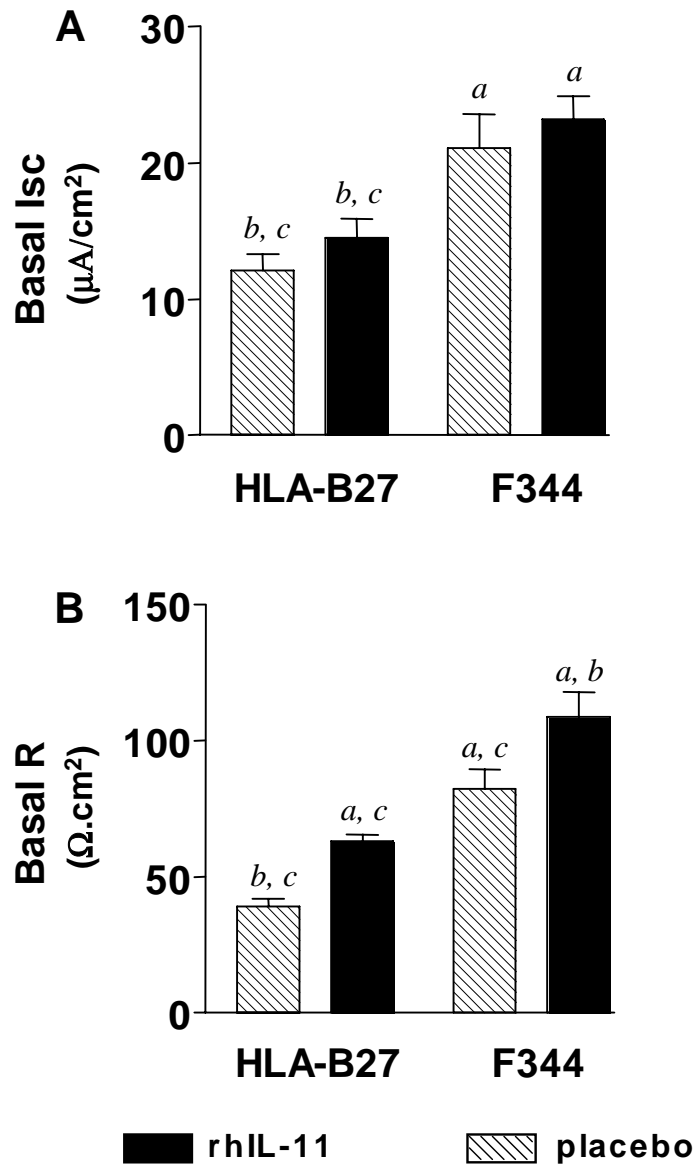 A
30
20
10
0
Basal Isc
(μA/cm²)
b, c
b, c
a
a
HLA-B27
F344
B
150
100
50
0
Basal R
(Ω.cm²)
b, c
a, c
a, c
a, b
HLA-B27
F344
rhIL-11
placebo